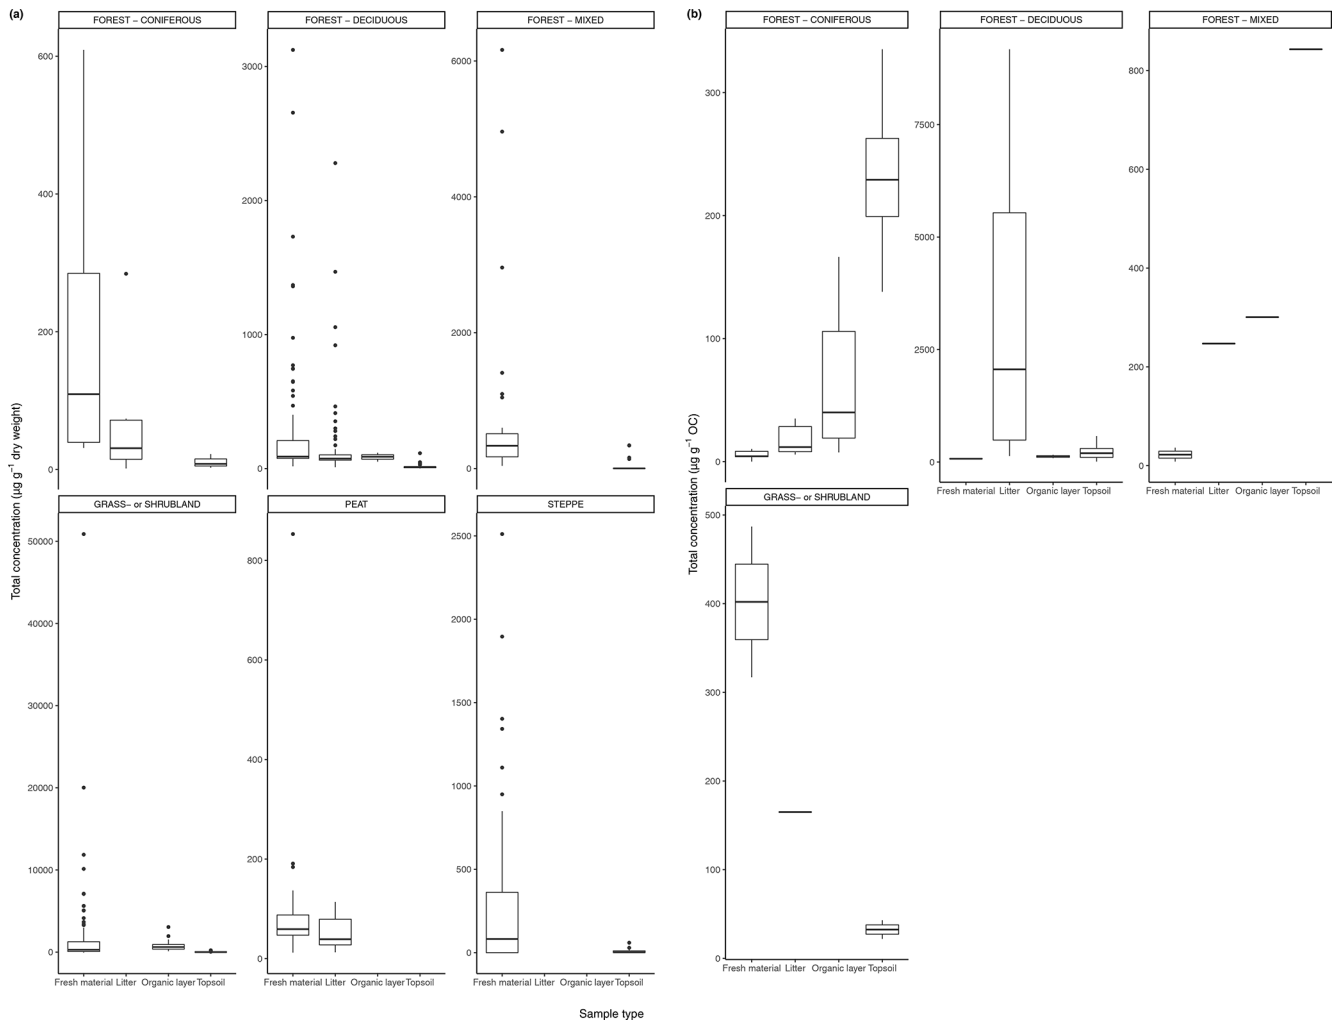 (a)
FOREST − CONIFEROUS
FOREST − DECIDUOUS
FOREST − MIXED
600
400
200
0
3000
2000
1000
0
6000
4000
2000
0
GRASS− or SHRUBLAND
PEAT
STEPPE
50000
40000
30000
20000
10000
0
800
600
400
200
0
2500
2000
1500
1000
500
0
Total concentration (µg g−1 dry weight)
Fresh material Litter Organic layer Topsoil
Fresh material Litter Organic layer Topsoil
Fresh material Litter Organic layer Topsoil
Sample type
(b)
FOREST − CONIFEROUS
FOREST − DECIDUOUS
FOREST − MIXED
300
200
100
0
7500
5000
2500
0
800
600
400
200
0
Fresh material Litter Organic layer Topsoil
Fresh material Litter Organic layer Topsoil
GRASS− or SHRUBLAND
500
400
300
200
100
0
Total concentration (µg g−1 OC)
Fresh material Litter Organic layer Topsoil